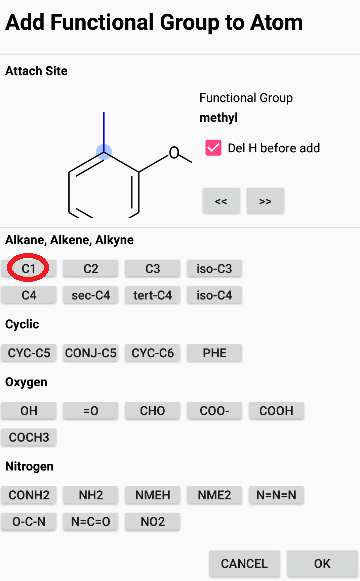 Add Functional Group to Atom
Attach Site
Functional Group
methyl
Del H before add
O
<< >>
Alkane, Alkene, Alkyne
C1 C2 C3 iso-C3
C4 sec-C4 tert-C4 iso-C4
Cyclic
CYC-C5 CONJ-C5 CYC-C6 PHE
Oxygen
OH =O CHO COO- COOH
COCH3
Nitrogen
CONH2 NH2 NMEH NME2 N=N=N
O-C-N N=C=O NO2
CANCEL OK